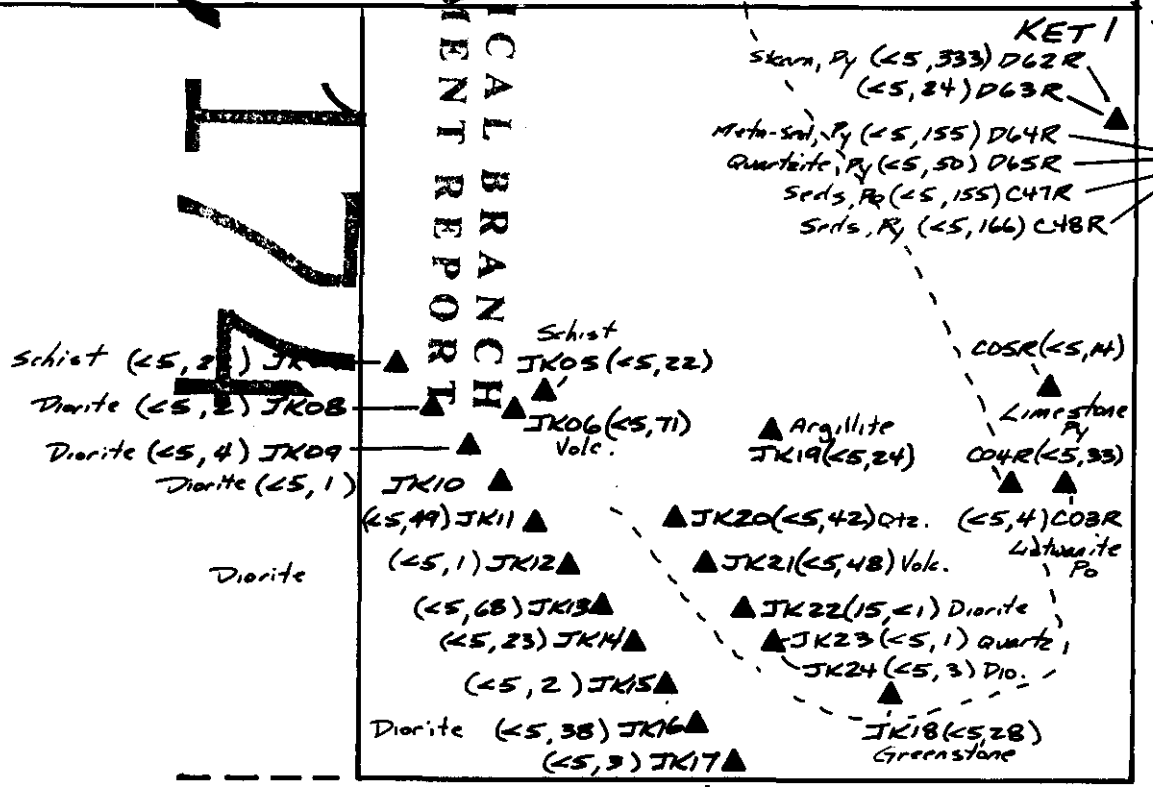 ICAL BRANCH
MENT REPORT
KET 1
Skarn, Py (<5,333) D62R
(<5,24) D63R
Meta-Sed, Py (<5,155) D64R
Quartzite, Py (<5,50) D65R
Seds, Po (<5,155) C47R
Seds, Py (<5,166) C48R
Schist
Schist (<5, JK
JK05 (<5,22)
C05R (<5,14)
Limestone
Py
Diorite (<5,2) JK08
JK06 (<5,71)
Volc.
Argillite
JK19 (<5,24)
C04R (<5,33)
Diorite (<5,4) JK09
Diorite (<5,1) JK10
(<5,49) JK11
JK20 (<5,42) Qtz.
(<5,4) C03R
Listwanite
Po
(<5,1) JK12
JK21 (<5,48) Volc.
Diorite
(<5,68) JK13
JK22 (15,<1) Diorite
(<5,23) JK14
JK23 (<5,1) Quartz
JK24 (<5,3) Dio.
(<5,2) JK15
Diorite (<5,38) JK16
JK18 (<5,28)
Greenstone
(<5,3) JK17